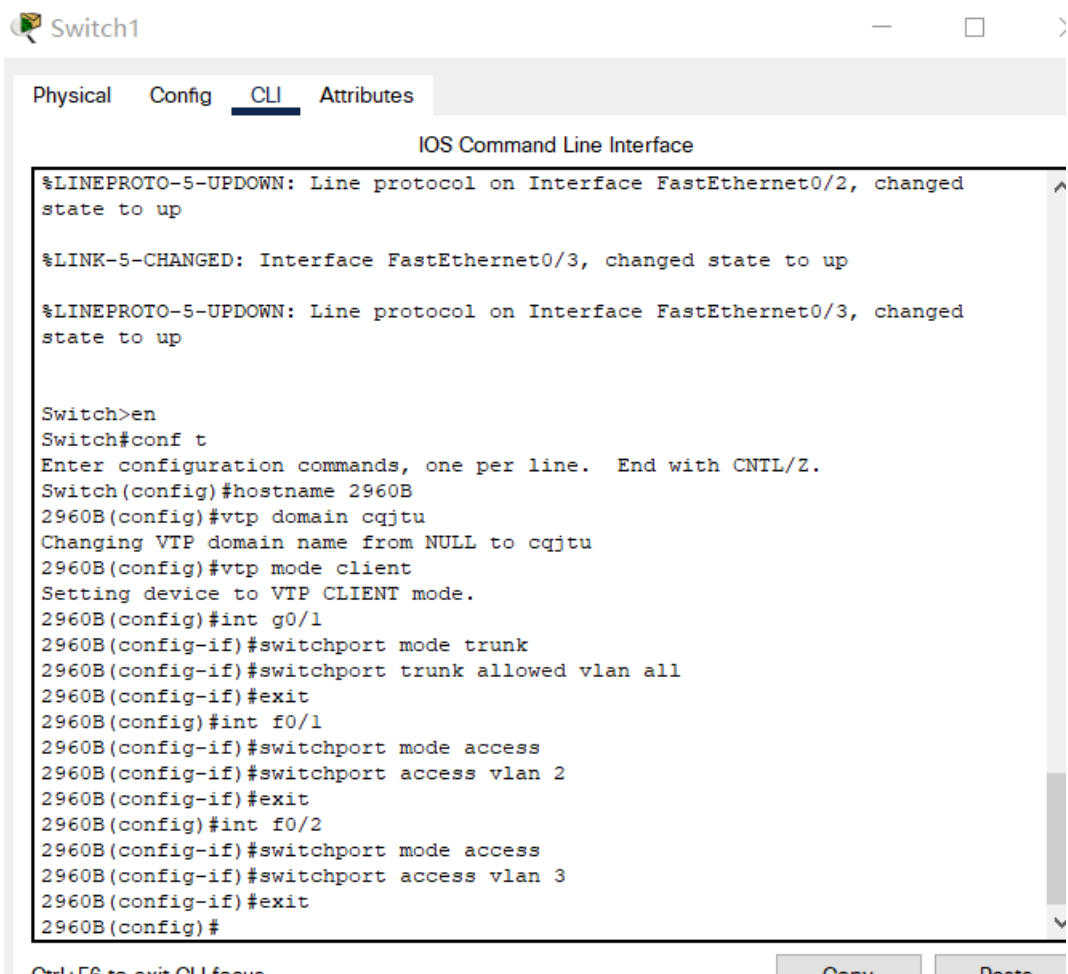 Switch1
Physical Config CLI Attributes
IOS Command Line Interface
%LINEPROTO-5-UPDOWN: Line protocol on Interface FastEthernet0/2, changed
state to up
%LINK-5-CHANGED: Interface FastEthernet0/3, changed state to up
%LINEPROTO-5-UPDOWN: Line protocol on Interface FastEthernet0/3, changed
state to up
Switch>en
Switch#conf t
Enter configuration commands, one per line.  End with CNTL/Z.
Switch(config)#hostname 2960B
2960B(config)#vtp domain cqjtu
Changing VTP domain name from NULL to cqjtu
2960B(config)#vtp mode client
Setting device to VTP CLIENT mode.
2960B(config)#int g0/1
2960B(config-if)#switchport mode trunk
2960B(config-if)#switchport trunk allowed vlan all
2960B(config-if)#exit
2960B(config)#int f0/1
2960B(config-if)#switchport mode access
2960B(config-if)#switchport access vlan 2
2960B(config-if)#exit
2960B(config)#int f0/2
2960B(config-if)#switchport mode access
2960B(config-if)#switchport access vlan 3
2960B(config-if)#exit
2960B(config)#
Ctrl+F6 to exit CLI focus Copy Paste